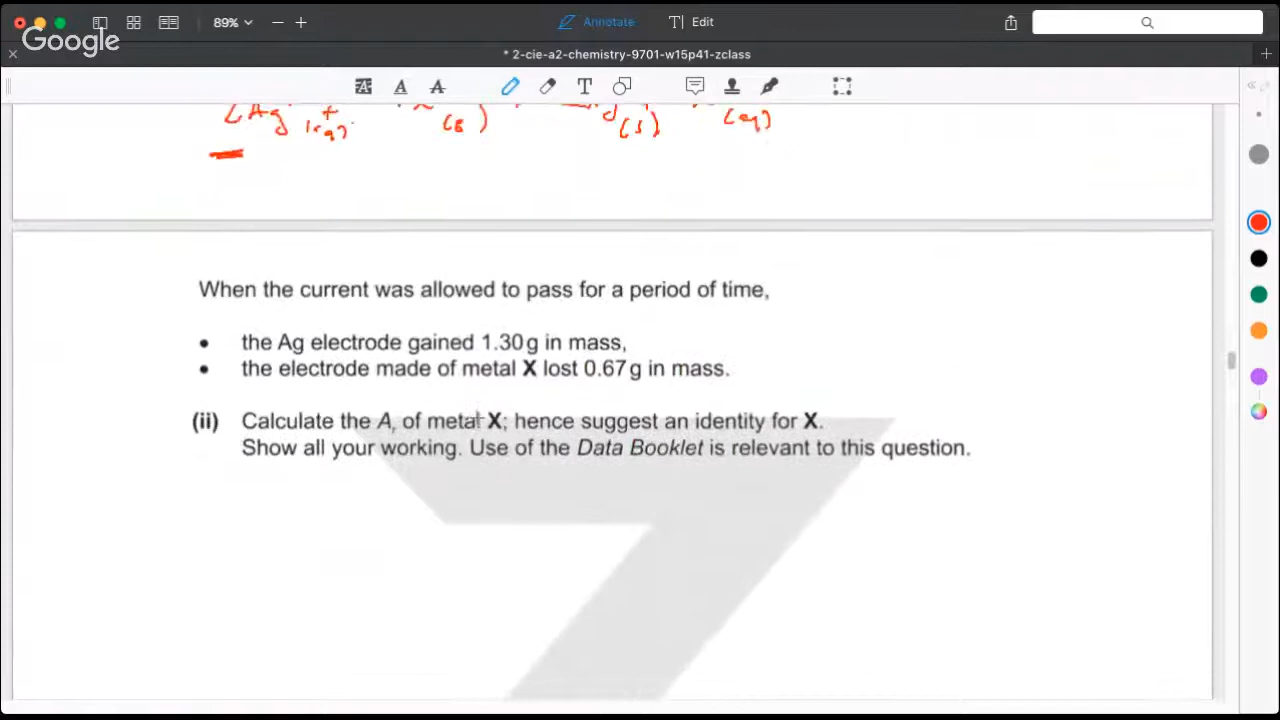 89%
Annotate
T| Edit
Google
* 2-cie-a2-chemistry-9701-w15p41-zclass
Ag
(s)
(s)
(aq)
When the current was allowed to pass for a period of time,
• the Ag electrode gained 1.30 g in mass,
• the electrode made of metal X lost 0.67 g in mass.
(ii) Calculate the Ar of metal X; hence suggest an identity for X.
Show all your working. Use of the Data Booklet is relevant to this question.